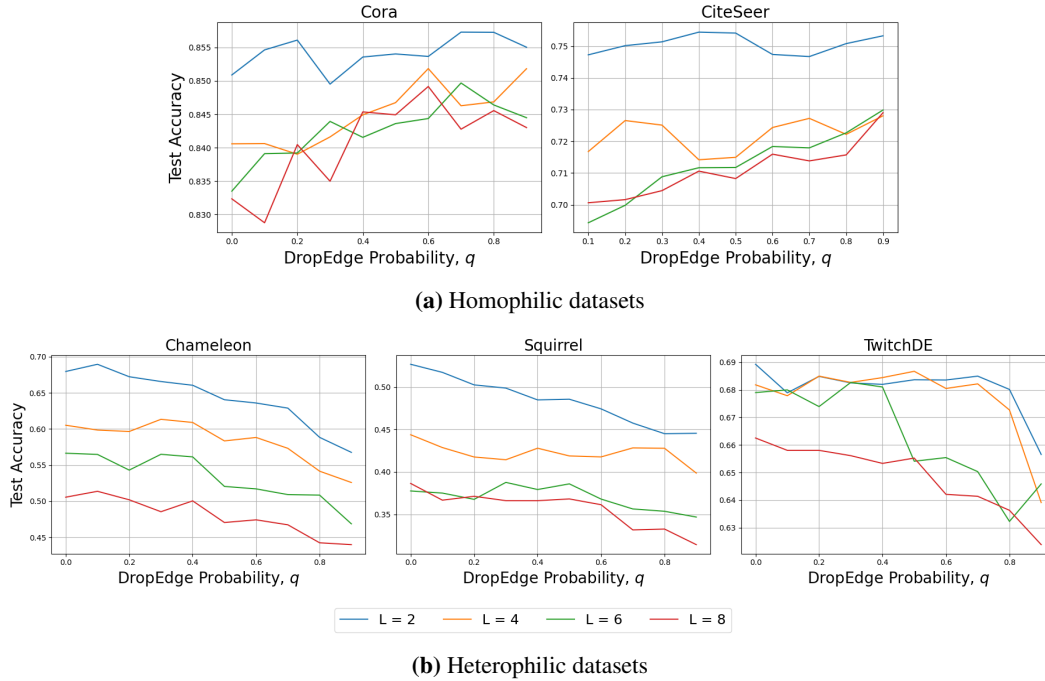 Cora
CiteSeer
Test Accuracy
0.855
0.850
0.845
0.840
0.835
0.830
0.0 0.2 0.4 0.6 0.8
DropEdge Probability, q
0.75
0.74
0.73
0.72
0.71
0.70
0.1 0.2 0.3 0.4 0.5 0.6 0.7 0.8 0.9
DropEdge Probability, q
(a) Homophilic datasets
Chameleon
Squirrel
TwitchDE
Test Accuracy
0.70
0.65
0.60
0.55
0.50
0.45
0.0 0.2 0.4 0.6 0.8
DropEdge Probability, q
0.50
0.45
0.40
0.35
0.0 0.2 0.4 0.6 0.8
DropEdge Probability, q
0.69
0.68
0.67
0.66
0.65
0.64
0.63
0.0 0.2 0.4 0.6 0.8
DropEdge Probability, q
L = 2 L = 4 L = 6 L = 8
(b) Heterophilic datasets